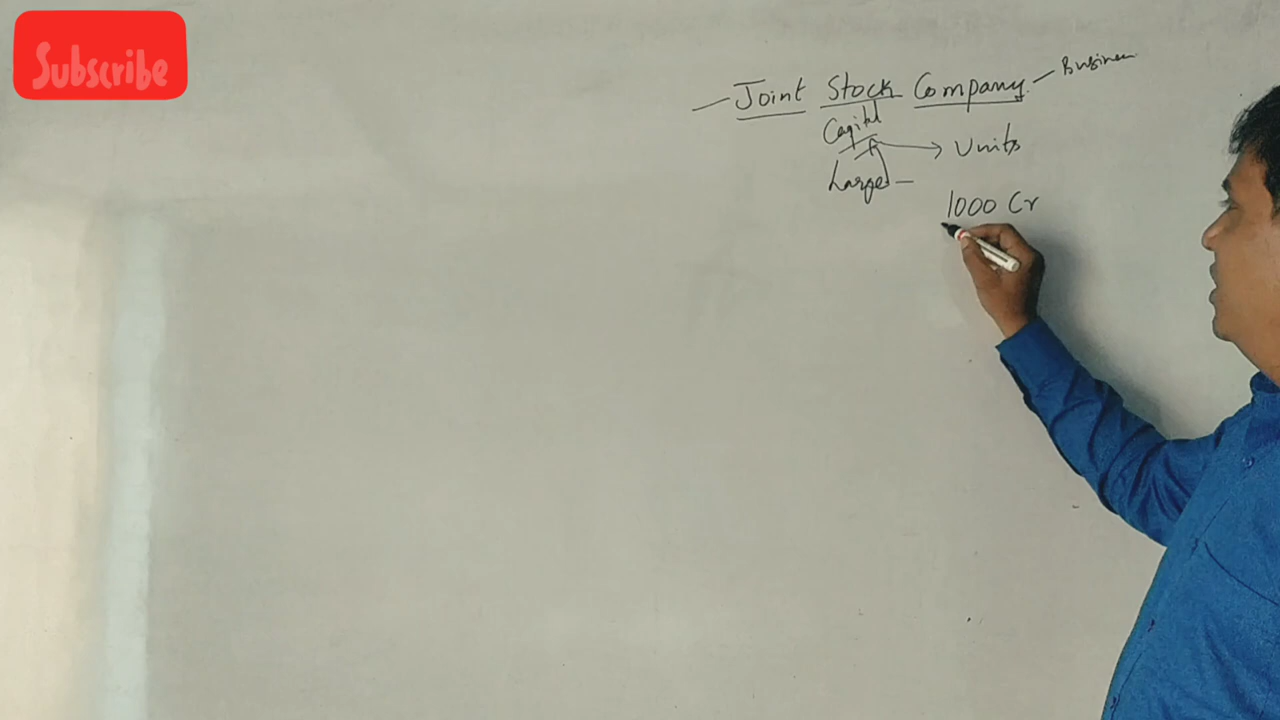 Subscribe
Joint Stock Company - Business
Capital
Units
Large -
1000 Cr